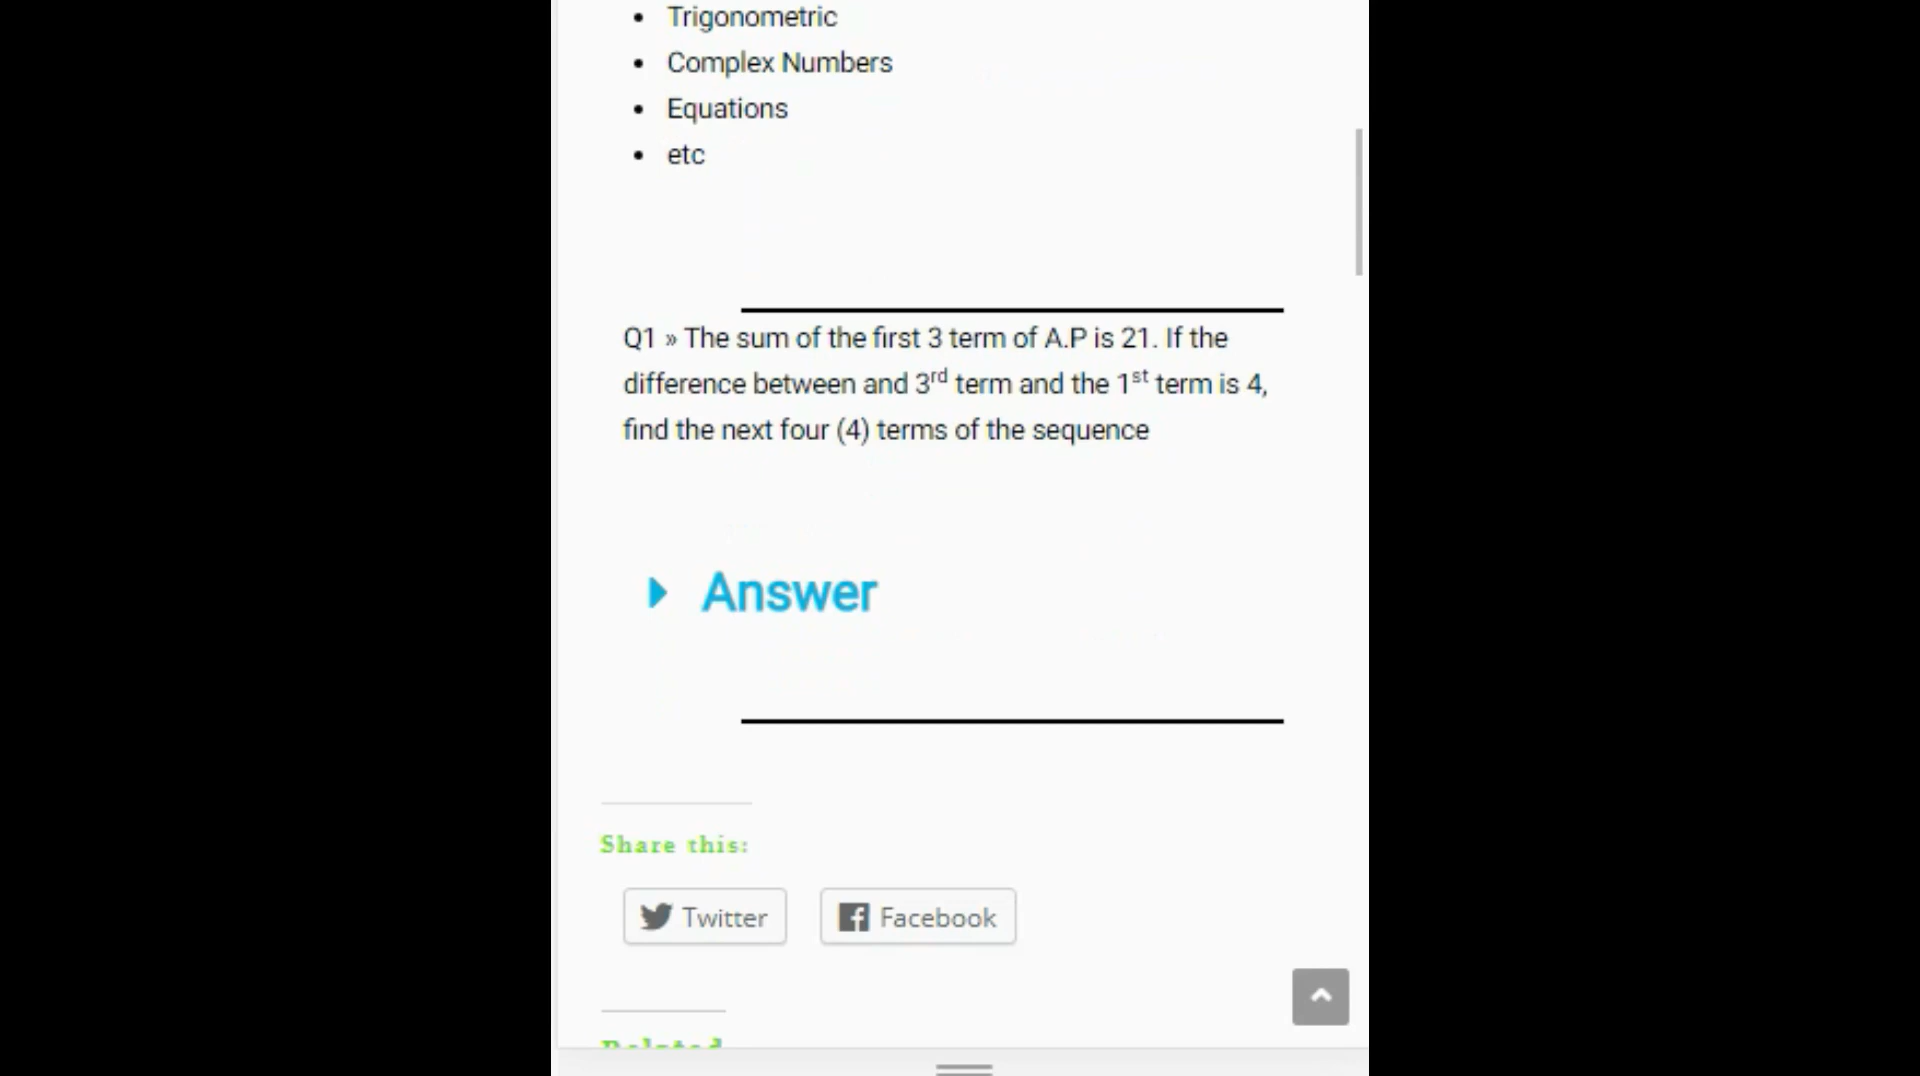 Trigonometric
Complex Numbers
Equations
etc
Q1 » The sum of the first 3 term of A.P is 21. If the
difference between and 3rd term and the 1st term is 4,
find the next four (4) terms of the sequence
Answer
Share this:
Twitter
Facebook
Related